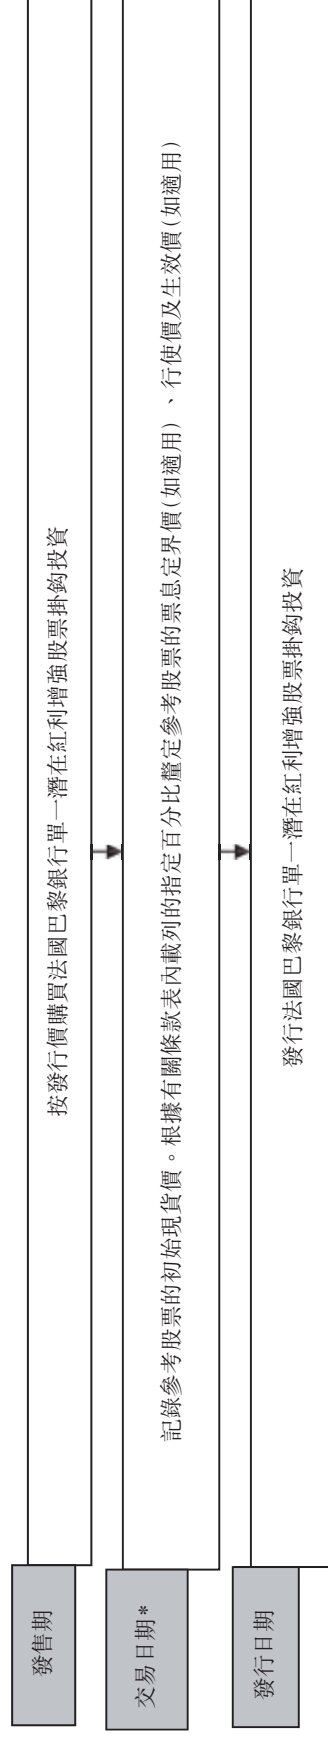 發售期
按發行價購買法國巴黎銀行單一潛在紅利增強股票掛鈎投資
交易日期*
記錄參考股票的初始現貨價。根據有關條款表內載列的指定百分比釐定參考股票的票息定界價(如適用)、行使價及生效價(如適用)
發行日期
發行法國巴黎銀行單一潛在紅利增強股票掛鈎投資